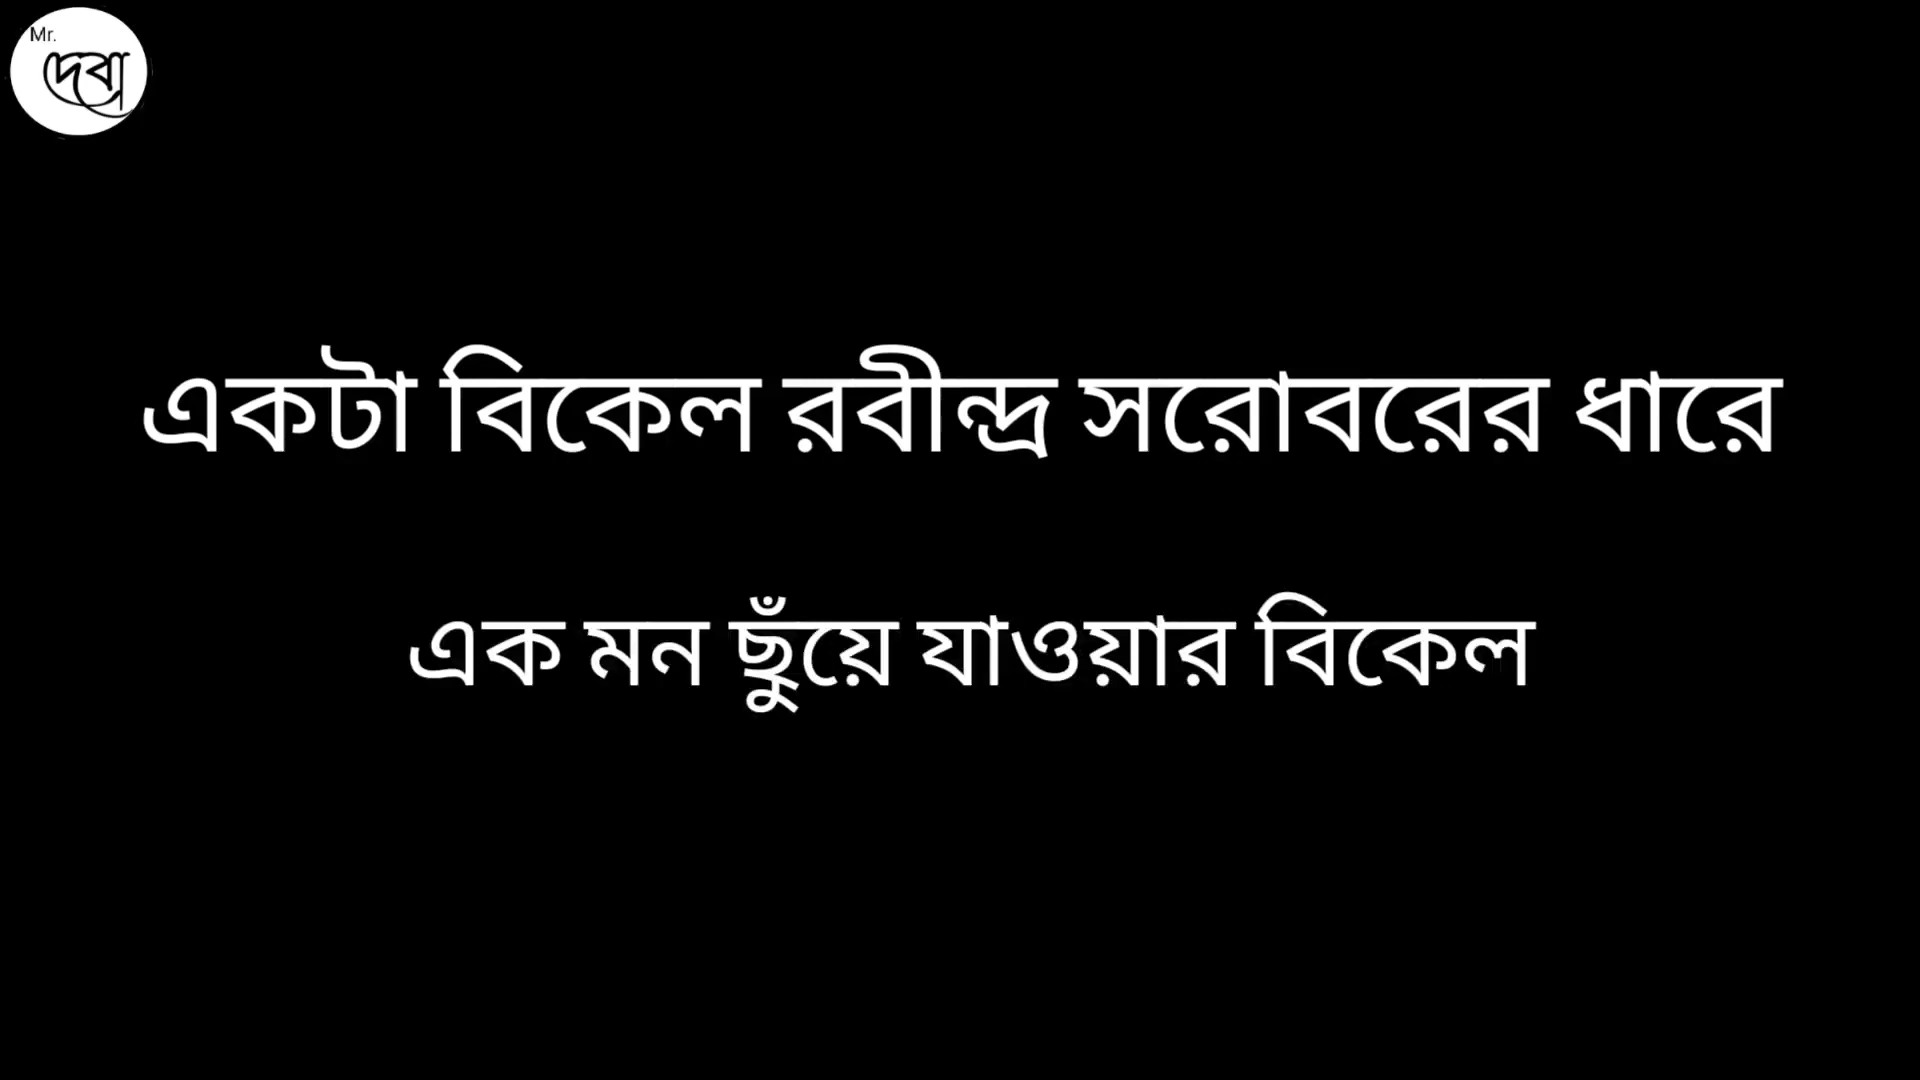 Mr.
দেবা
একটা বিকেল রবীন্দ্র সরোবরের ধারে
এক মন ছুঁয়ে যাওয়ার বিকেল